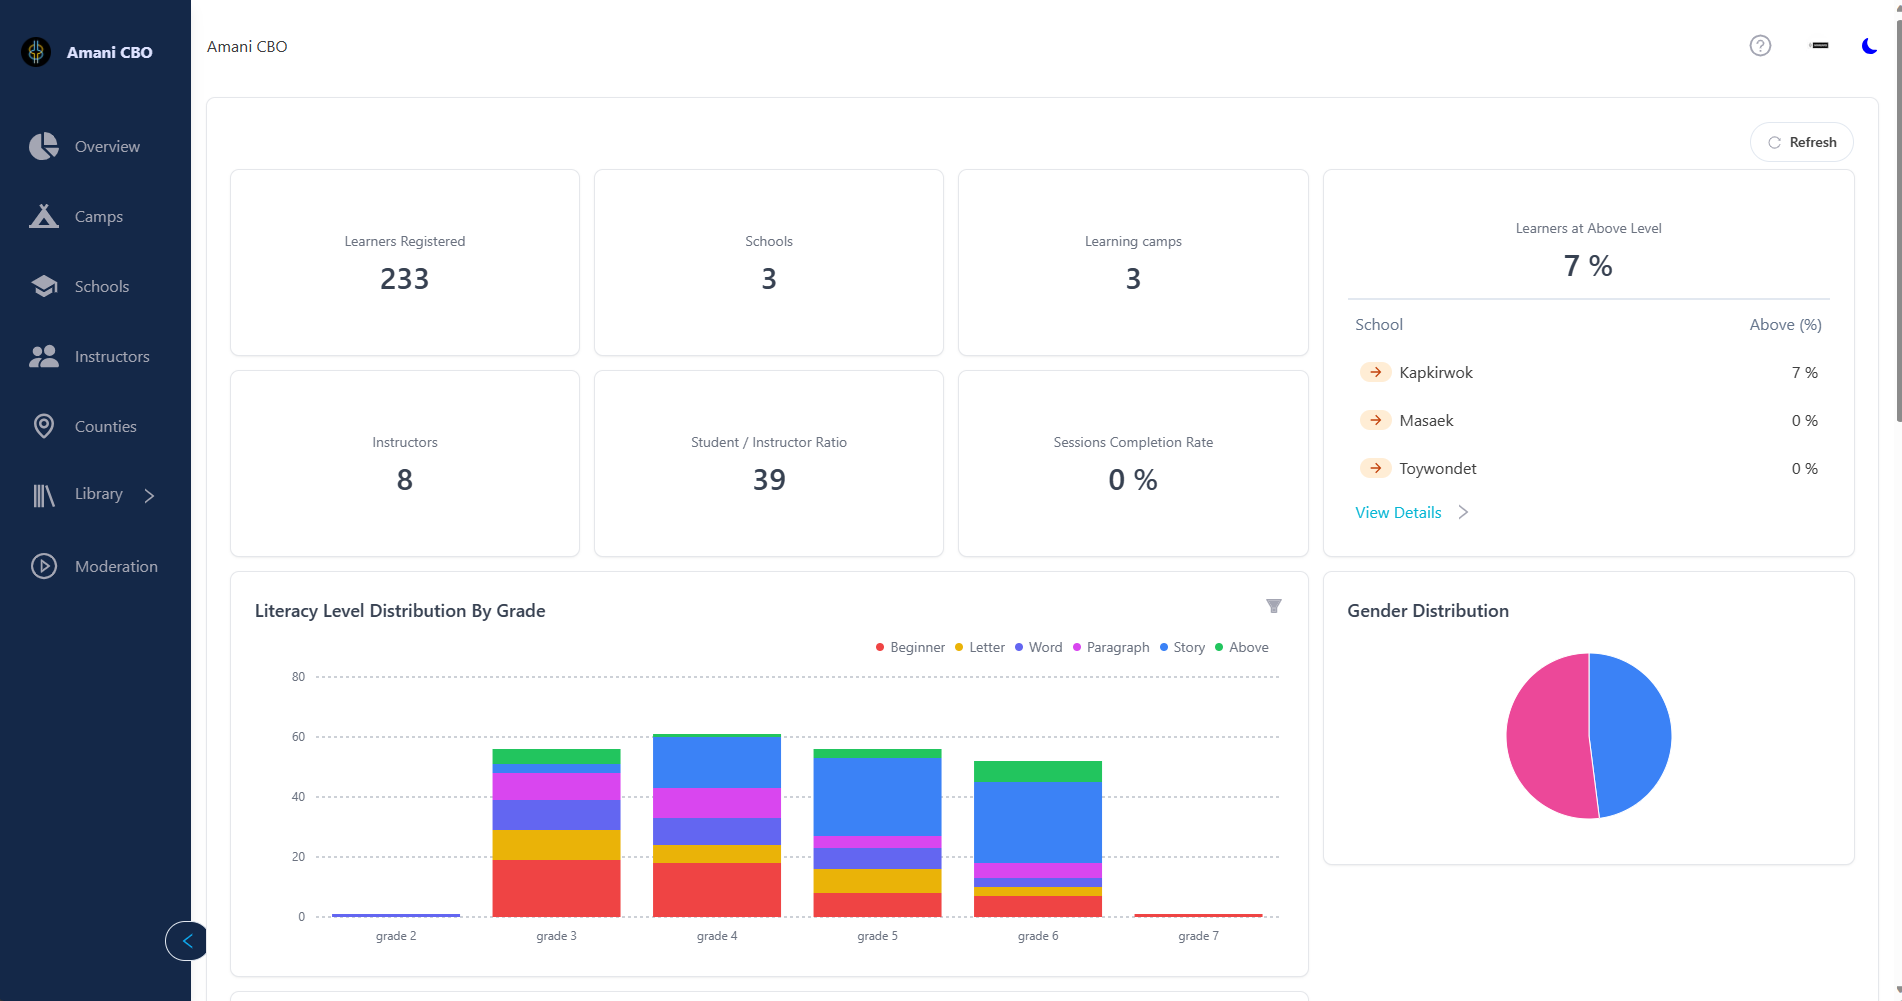 Amani CBO
Overview
Camps
Schools
Instructors
Counties
Library
Moderation
Amani CBO
Refresh
Learners Registered
233
Schools
3
Learning camps
3
Learners at Above Level
7 %
School Above (%)
Kapkirwok 7 %
Masaek 0 %
Toywondet 0 %
View Details
Instructors
8
Student / Instructor Ratio
39
Sessions Completion Rate
0 %
Literacy Level Distribution By Grade
Beginner Letter Word Paragraph Story Above
80
60
40
20
0
grade 2 grade 3 grade 4 grade 5 grade 6 grade 7
Gender Distribution